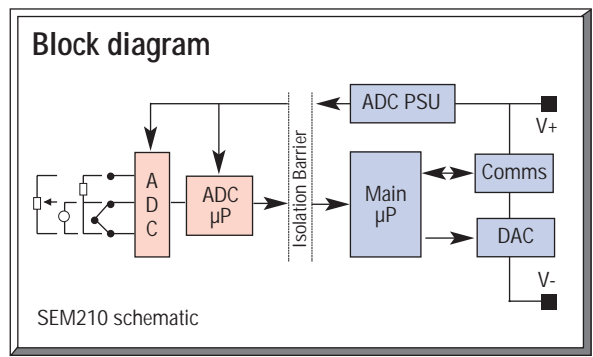 Block diagram
ADC PSU
V+
Isolation Barrier
A
D
C
ADC
µP
Main
µP
Comms
DAC
V-
SEM210 schematic